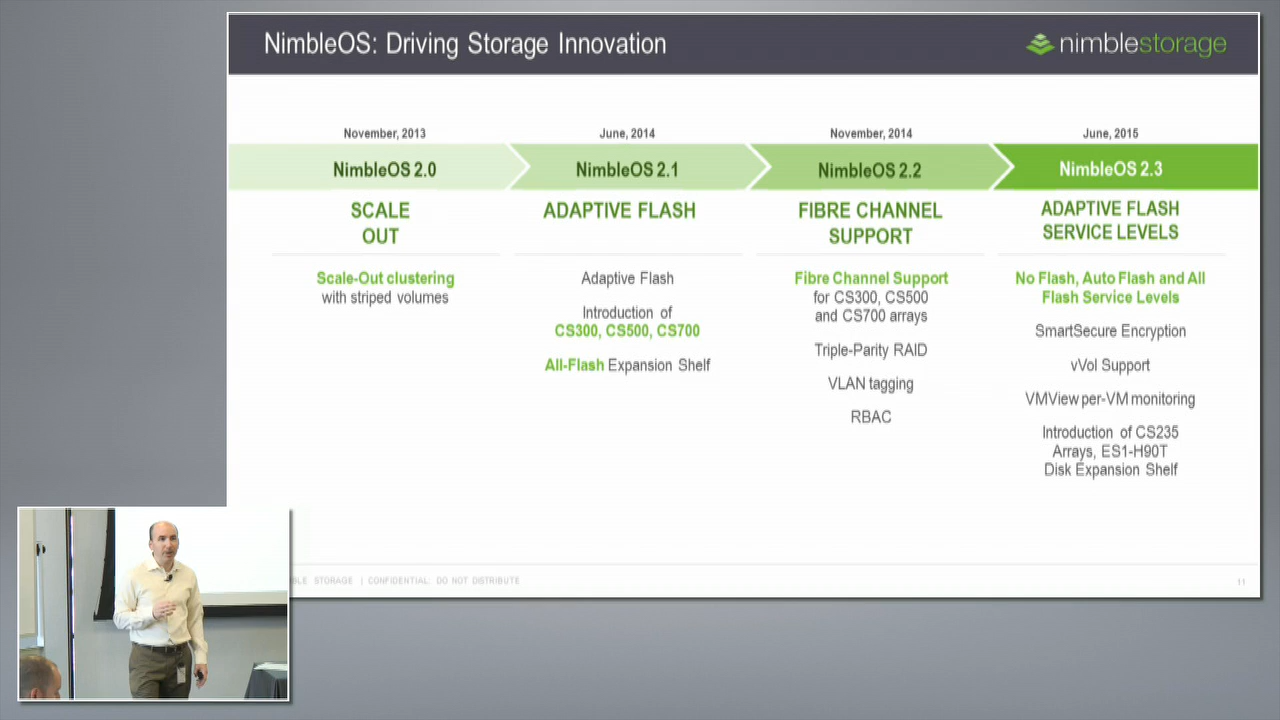 NimbleOS: Driving Storage Innovation
nimblestorage
November, 2013
NimbleOS 2.0
SCALE
OUT
Scale-Out clustering
with striped volumes
June, 2014
NimbleOS 2.1
ADAPTIVE FLASH
Adaptive Flash
Introduction of
CS300, CS500, CS700
All-Flash Expansion Shelf
November, 2014
NimbleOS 2.2
FIBRE CHANNEL
SUPPORT
Fibre Channel Support
for CS300, CS500
and CS700 arrays
Triple-Parity RAID
VLAN tagging
RBAC
June, 2015
NimbleOS 2.3
ADAPTIVE FLASH
SERVICE LEVELS
No Flash, Auto Flash and All
Flash Service Levels
SmartSecure Encryption
vVol Support
VMView per-VM monitoring
Introduction of CS235
Arrays, ES1-H90T
Disk Expansion Shelf
STORAGE | CONFIDENTIAL: DO NOT DISTRIBUTE
11